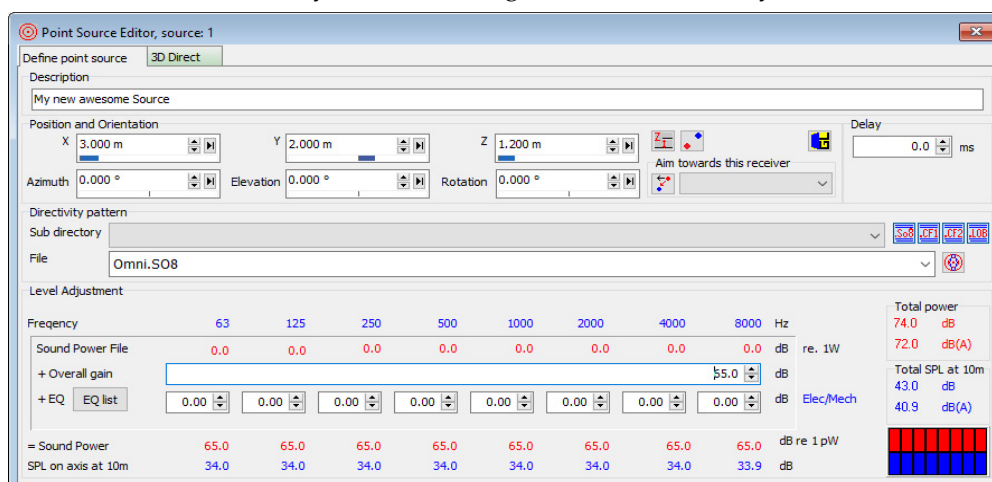 Point Source Editor, source: 1
Define point source 3D Direct
Description
My new awesome Source
Position and Orientation Delay
X 3.000 m Y 2.000 m Z 1.200 m 0.0 ms
Aim towards this receiver
Azimuth 0.000 ° Elevation 0.000 ° Rotation 0.000 °
Directivity pattern
Sub directory .So8 .CF1 .CF2 .LOB
File Omni.SO8
Level Adjustment
Total power
Freqency 63 125 250 500 1000 2000 4000 8000 Hz 74.0 dB
Sound Power File 0.0 0.0 0.0 0.0 0.0 0.0 0.0 0.0 dB re. 1W 72.0 dB(A)
+ Overall gain 65.0 dB Total SPL at 10m
43.0 dB
+ EQ EQ list 0.00 0.00 0.00 0.00 0.00 0.00 0.00 0.00 dB Elec/Mech 40.9 dB(A)
= Sound Power 65.0 65.0 65.0 65.0 65.0 65.0 65.0 65.0 dB re 1 pW
SPL on axis at 10m 34.0 34.0 34.0 34.0 34.0 34.0 34.0 33.9 dB